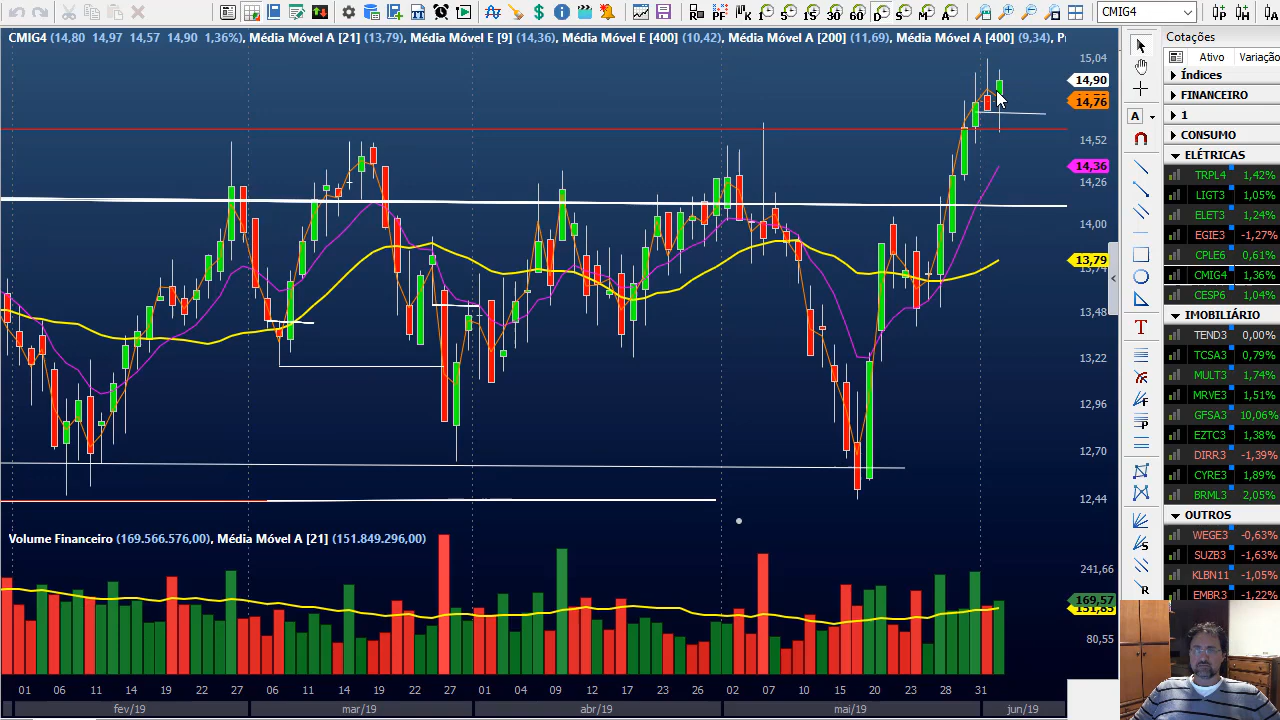 R PF K 1 5 15 30 60 D S M A CMIG4 P H
CMIG4 (14,80 14,97 14,57 14,90 1,36%), Média Móvel A [21] (13,79), Média Móvel E [9] (14,36), Média Móvel E [400] (10,42), Média Móvel A [200] (11,69), Média Móvel A [400] (9,34),
15,04
14,90
14,76
14,52
14,36
14,26
14,00
13,79
13,74
13,48
13,22
12,96
12,70
12,44
Volume Financeiro (169.566.576,00), Média Móvel A [21] (151.849.296,00)
241,66
169,57
151,85
80,55
01 06 11 14 19 22 27 06 11 14 19 22 27 01 04 09 12 17 23 26 02 07 10 15 20 23 28 31
fev/19 mar/19 abr/19 mai/19 jun/19
A
T
F
P
S
R
Cotações
Ativo Variação
Índices
FINANCEIRO
1
CONSUMO
ELÉTRICAS
TRPL4 1,42%
LIGT3 1,05%
ELET3 1,24%
EGIE3 -1,27%
CPLE6 0,61%
CMIG4 1,36%
CESP6 1,04%
IMOBILIÁRIO
TEND3 0,00%
TCSA3 0,79%
MULT3 1,74%
MRVE3 1,51%
GFSA3 10,06%
EZTC3 1,38%
DIRR3 -1,39%
CYRE3 1,89%
BRML3 2,05%
OUTROS
WEGE3 -0,63%
SUZB3 -1,63%
KLBN11 -1,05%
EMBR3 -1,22%